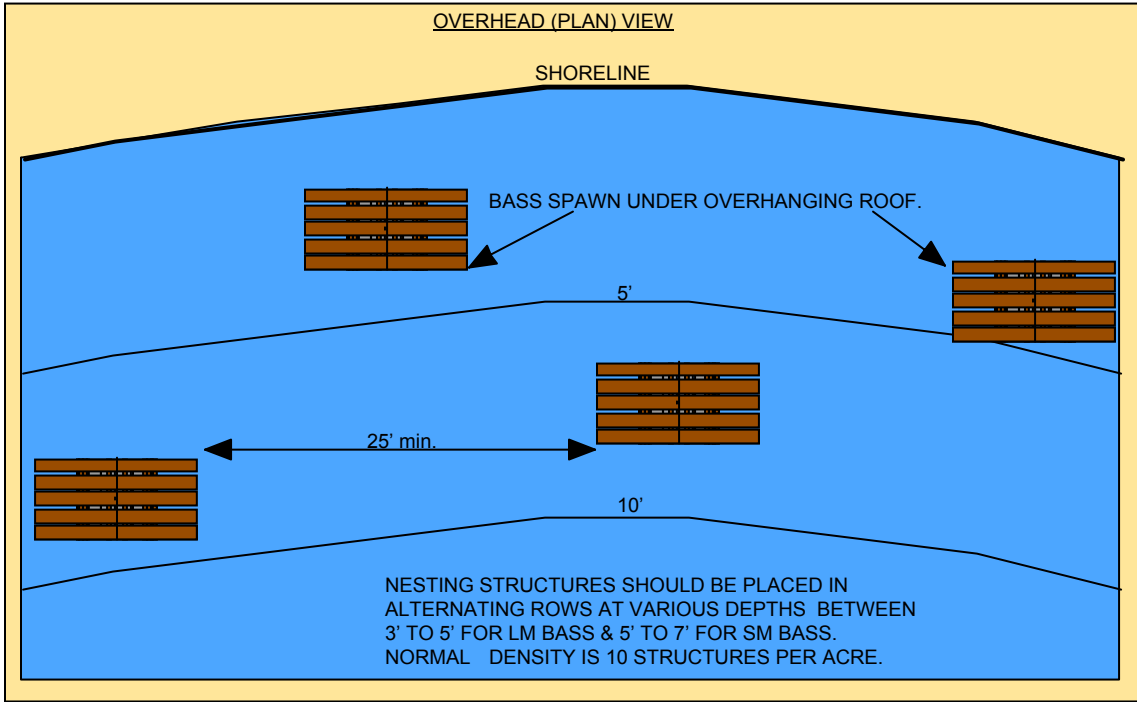 OVERHEAD (PLAN) VIEW
SHORELINE
BASS SPAWN UNDER OVERHANGING ROOF.
5’
25’ min.
10’
NESTING STRUCTURES SHOULD BE PLACED IN
ALTERNATING ROWS AT VARIOUS DEPTHS BETWEEN
3’ TO 5’ FOR LM BASS & 5’ TO 7’ FOR SM BASS.
NORMAL DENSITY IS 10 STRUCTURES PER ACRE.